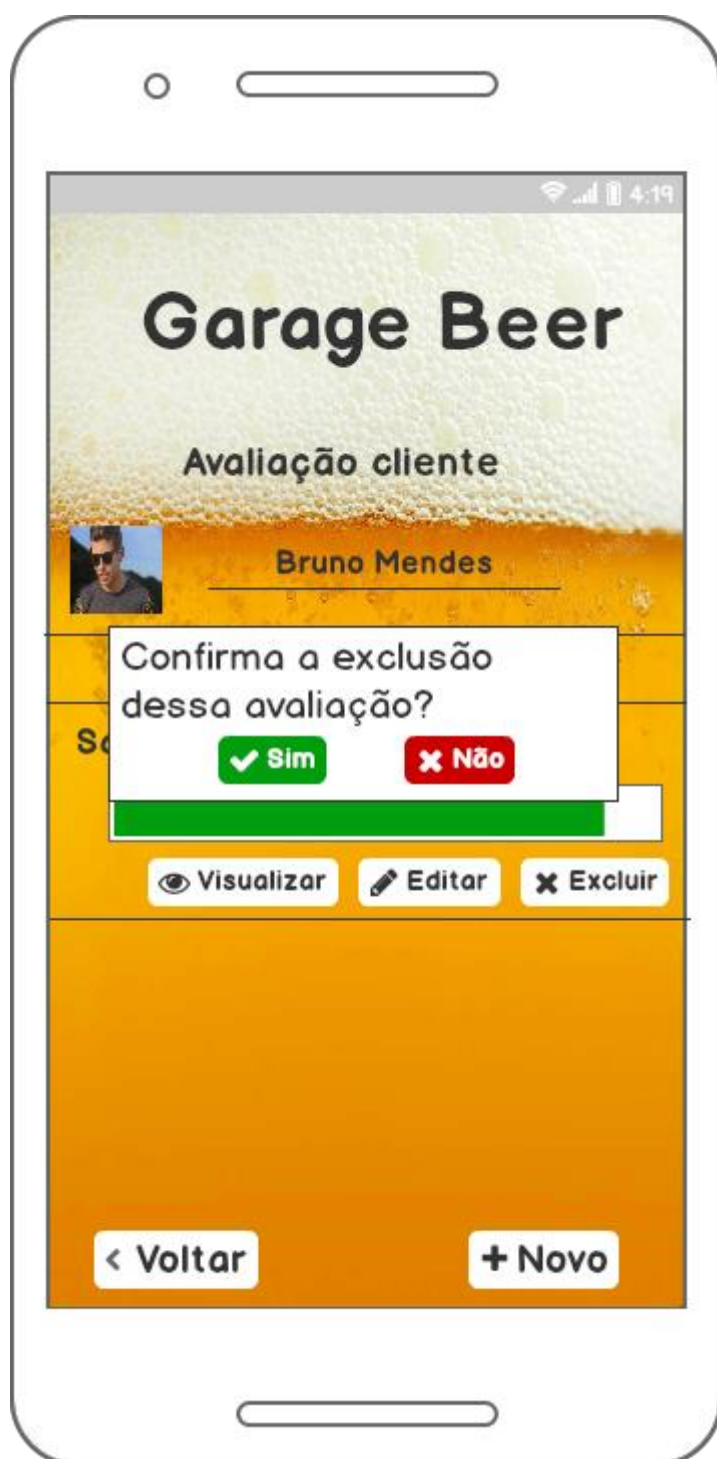 4:19
Garage Beer
Avaliação cliente
Bruno Mendes
Confirma a exclusão
dessa avaliação?
Sim Não
Visualizar Editar Excluir
< Voltar + Novo